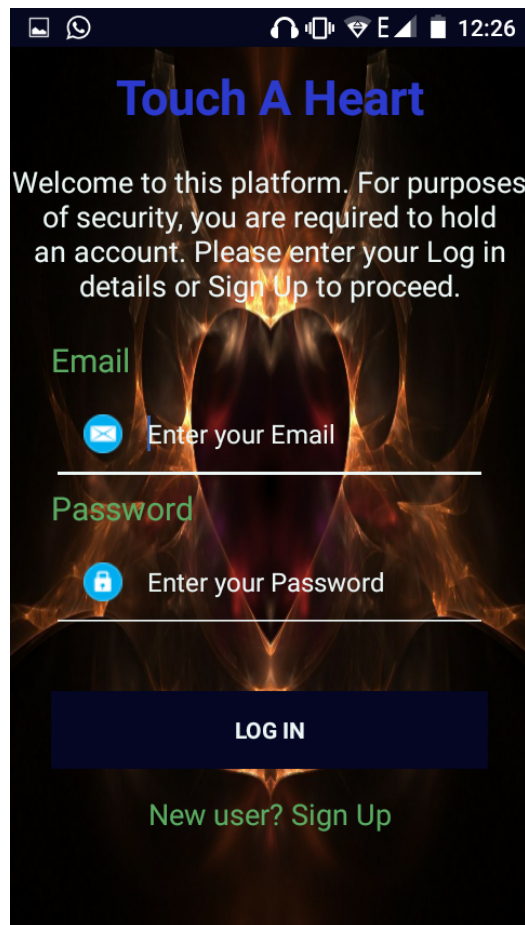 E 12:26
Touch A Heart
Welcome to this platform. For purposes
of security, you are required to hold
an account. Please enter your Log in
details or Sign Up to proceed.
Email
Enter your Email
Password
Enter your Password
LOG IN
New user? Sign Up